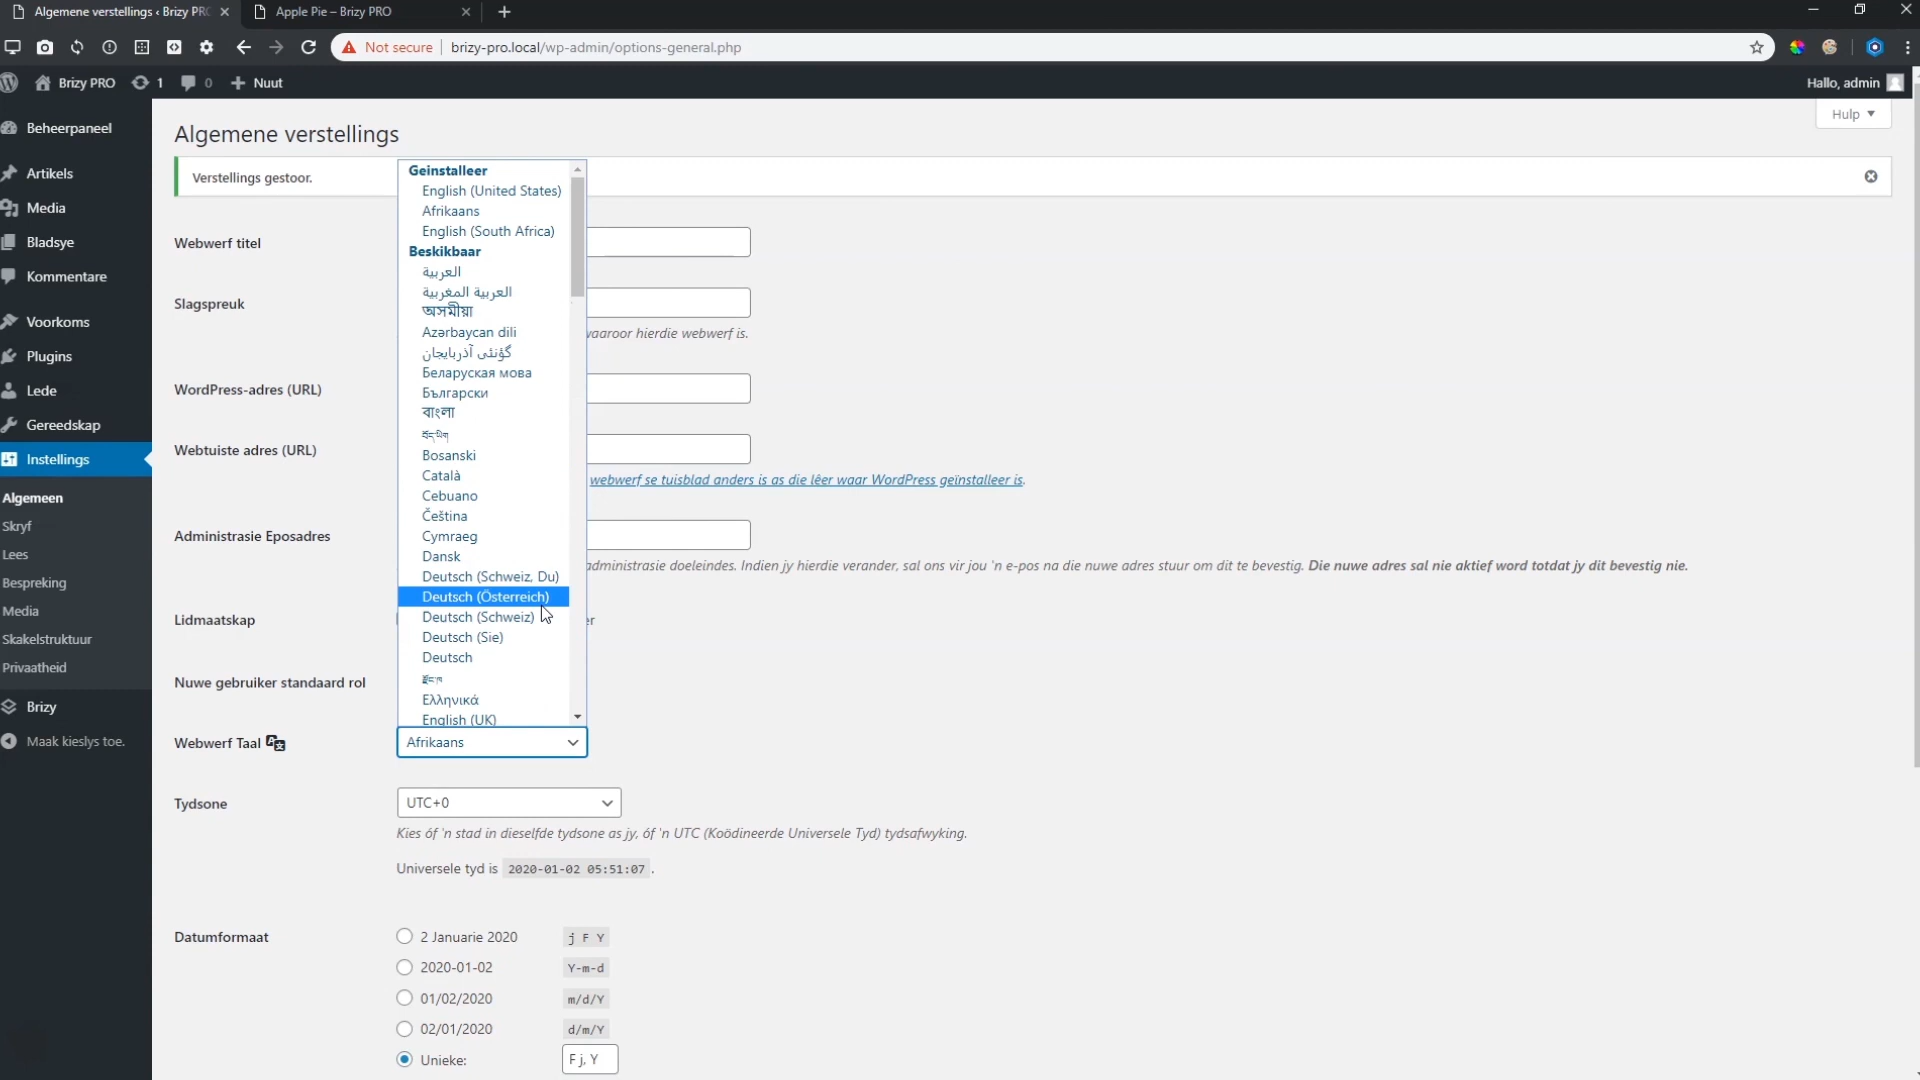 Algemene verstellings ‹ Brizy PRO
Apple Pie – Brizy PRO
Not secure
brizy-pro.local/wp-admin/options-general.php
Brizy PRO
1
0
Nuut
Hallo, admin
Beheerpaneel
Artikels
Media
Bladsye
Kommentare
Voorkoms
Plugins
Lede
Gereedskap
Instellings
Algemeen
Skryf
Lees
Bespreking
Media
Skakelstruktuur
Privaatheid
Brizy
Maak kieslys toe.
Hulp
Algemene verstellings
Verstellings gestoor.
Webwerf titel
Slagspreuk
waaroor hierdie webwerf is.
WordPress-adres (URL)
Webtuiste adres (URL)
webwerf se tuisblad anders is as die lêer waar WordPress geïnstalleer is.
Administrasie Eposadres
administrasie doeleindes. Indien jy hierdie verander, sal ons vir jou 'n e-pos na die nuwe adres stuur om dit te bevestig. Die nuwe adres sal nie aktief word totdat jy dit bevestig nie.
Lidmaatskap
er
Nuwe gebruiker standaard rol
Geinstalleer
English (United States)
Afrikaans
English (South Africa)
Beskikbaar
العربية
العربية المغربية
অসমীয়া
Azərbaycan dili
گؤنئی آذربایجان
Беларуская мова
Български
বাংলা
བོད་ཡིག
Bosanski
Català
Cebuano
Čeština
Cymraeg
Dansk
Deutsch (Schweiz, Du)
Deutsch (Österreich)
Deutsch (Schweiz)
Deutsch (Sie)
Deutsch
རྫོང་ཁ
Ελληνικά
English (UK)
Webwerf Taal
Afrikaans
Tydsone
UTC+0
Kies óf 'n stad in dieselfde tydsone as jy, óf 'n UTC (Koödineerde Universele Tyd) tydsafwyking.
Universele tyd is 2020-01-02 05:51:07 .
Datumformaat
2 Januarie 2020 j F Y
2020-01-02 Y-m-d
01/02/2020 m/d/Y
02/01/2020 d/m/Y
Unieke: F j, Y